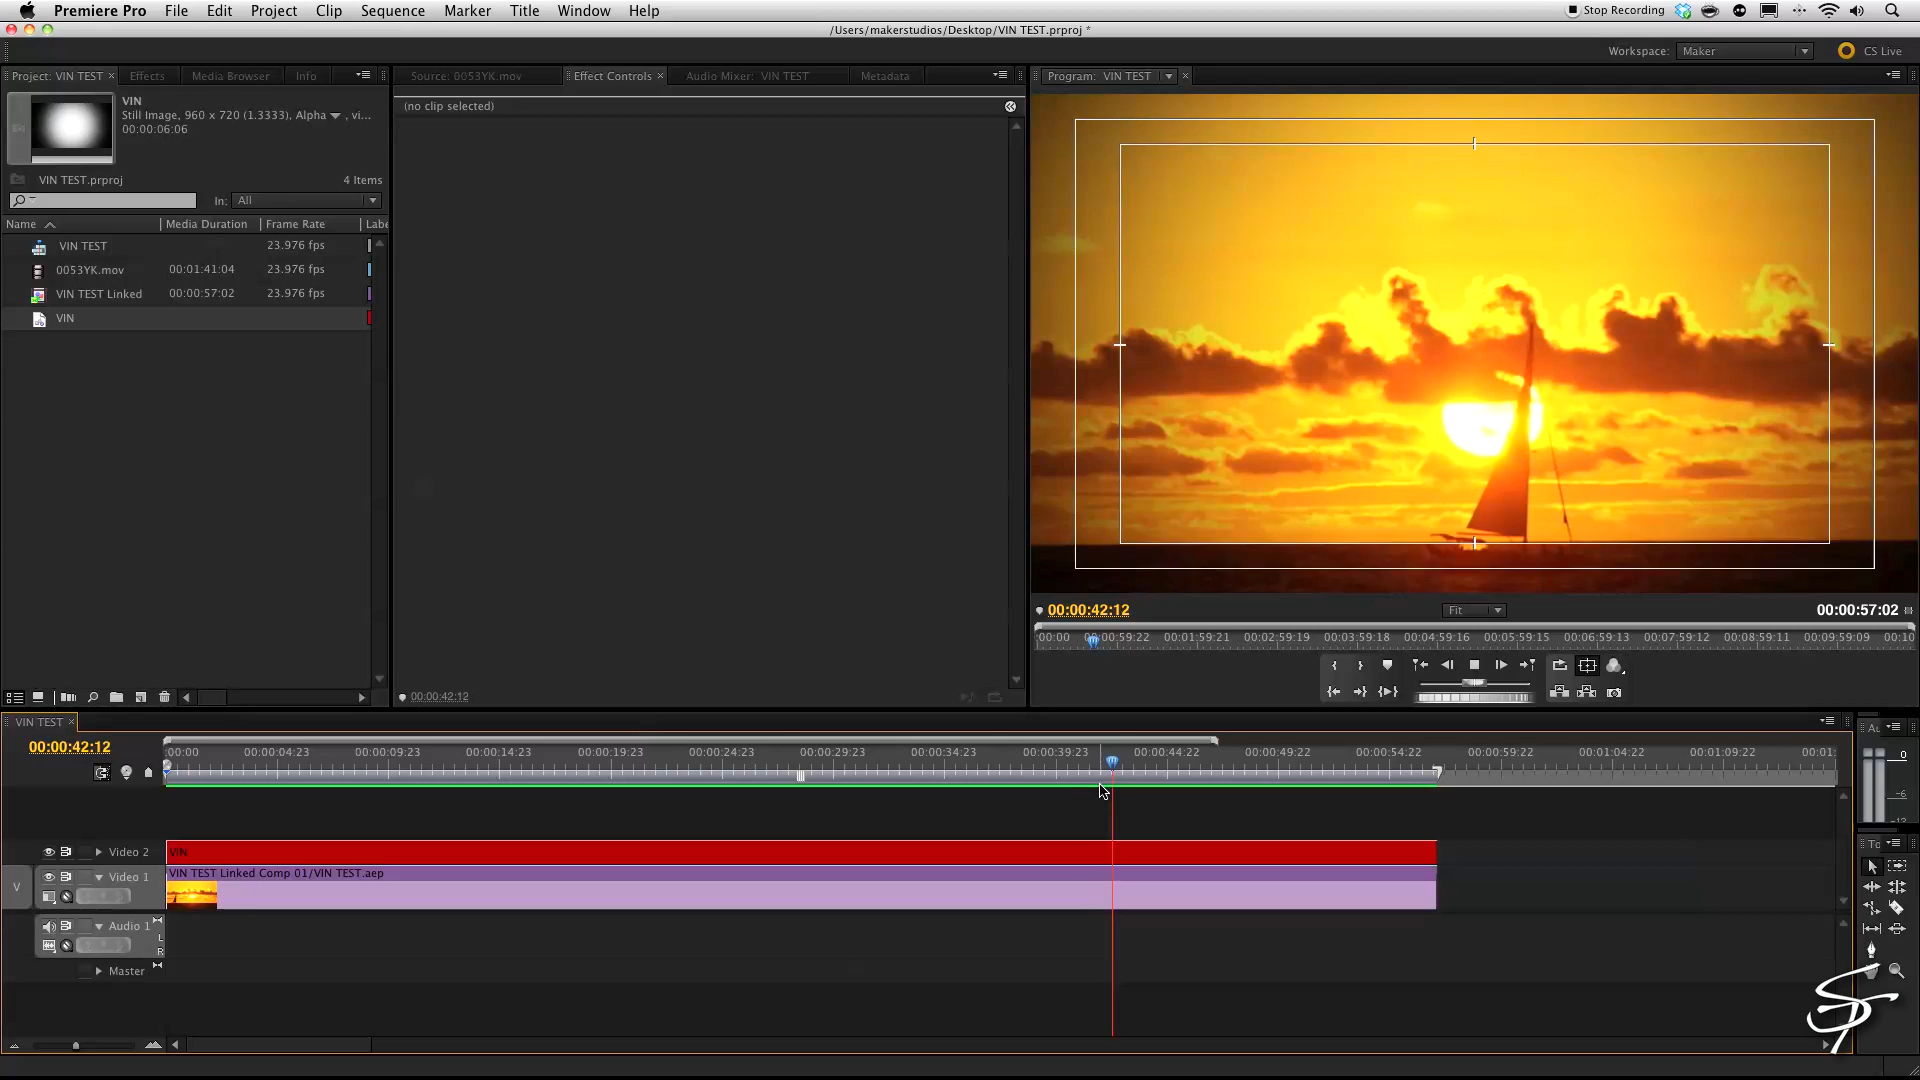 Premiere Pro File Edit Project Clip Sequence Marker Title Window Help Stop Recording
/Users/makerstudios/Desktop/VIN TEST.prproj *
Workspace: Maker CS Live
Project: VIN TEST × Effects Media Browser Info
Source: 0053YK.mov Effect Controls × Audio Mixer: VIN TEST Metadata
Program: VIN TEST ×
VIN
Still Image, 960 x 720 (1.3333), Alpha , vi...
00:00:06:06
(no clip selected)
VIN TEST.prproj 4 Items
In: All
Name Media Duration Frame Rate Labe
VIN TEST 23.976 fps
0053YK.mov 00:01:41:04 23.976 fps
VIN TEST Linked 00:00:57:02 23.976 fps
VIN
00:00:42:12 Fit 00:00:57:02
00:00 00:00:59:22 00:01:59:21 00:02:59:19 00:03:59:18 00:04:59:16 00:05:59:15 00:06:59:13 00:07:59:12 00:08:59:11 00:09:59:09 00:10
00:00:42:12
VIN TEST ×
00:00:42:12
:00:00 00:00:04:23 00:00:09:23 00:00:14:23 00:00:19:23 00:00:24:23 00:00:29:23 00:00:34:23 00:00:39:23 00:00:44:22 00:00:49:22 00:00:54:22 00:00:59:22 00:01:04:22 00:01:09:22 00:01:
Video 2 VIN
V Video 1 VIN TEST Linked Comp 01/VIN TEST.aep
Audio 1
L
R
Master
Au
0
-6
-12
To
ST